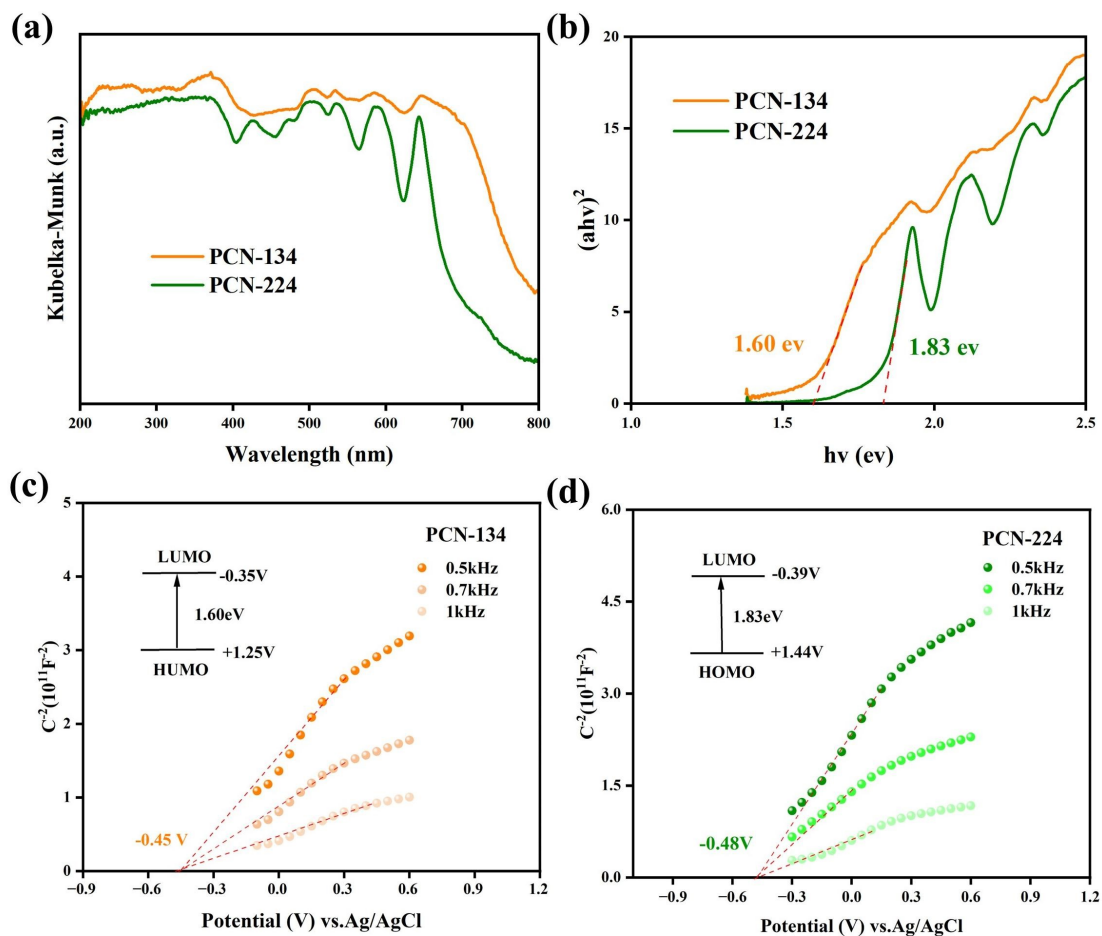 (a)
Kubelka-Munk (a.u.)
PCN-134
PCN-224
200 300 400 500 600 700 800
Wavelength (nm)
(b)
(ahv)²
20
15
10
5
0
PCN-134
PCN-224
1.60 ev
1.83 ev
1.0 1.5 2.0 2.5
hv (ev)
(c)
C⁻²(10¹¹F⁻²)
5
4
3
2
1
0
PCN-134
0.5kHz
0.7kHz
1kHz
LUMO
-0.35V
1.60eV
+1.25V
HUMO
-0.45 V
−0.9 −0.6 −0.3 0.0 0.3 0.6 0.9 1.2
Potential (V) vs.Ag/AgCl
(d)
C⁻²(10¹¹F⁻²)
6.0
4.5
3.0
1.5
0.0
PCN-224
0.5kHz
0.7kHz
1kHz
LUMO
-0.39V
1.83eV
+1.44V
HOMO
-0.48V
−0.9 −0.6 −0.3 0.0 0.3 0.6 0.9 1.2
Potential (V) vs.Ag/AgCl